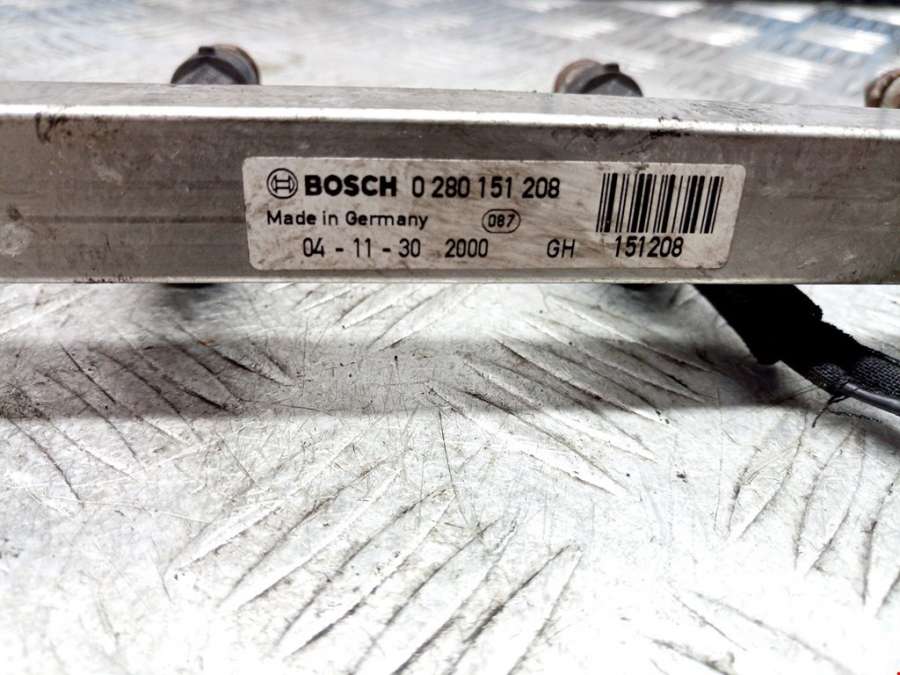 BOSCH 0 280 151 208
Made in Germany 087
04 - 11 - 30 2000 GH 151208